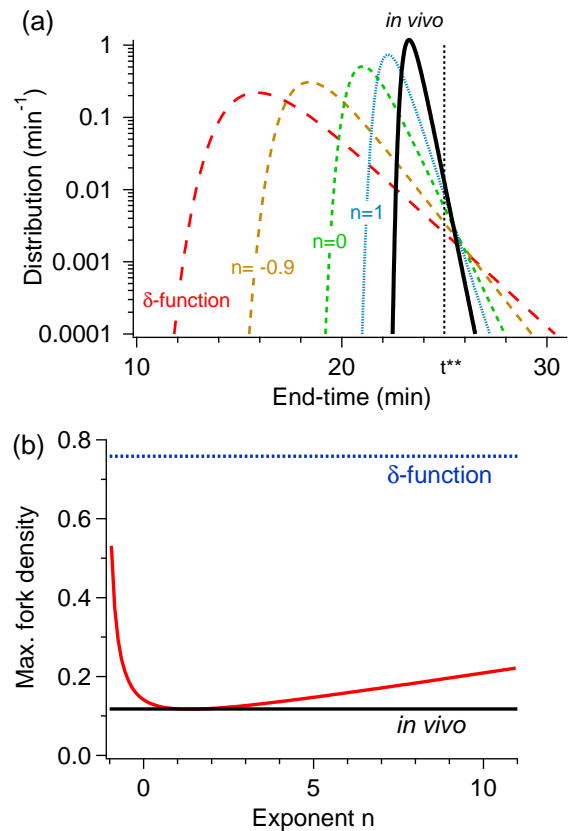 (a)
in vivo
Distribution (min⁻¹)
1
0.1
0.01
0.001
0.0001
δ-function
n= -0.9
n=0
n=1
10
20
t**
30
End-time (min)
(b)
Max. fork density
0.8
0.6
0.4
0.2
0.0
δ-function
in vivo
0
5
10
Exponent n